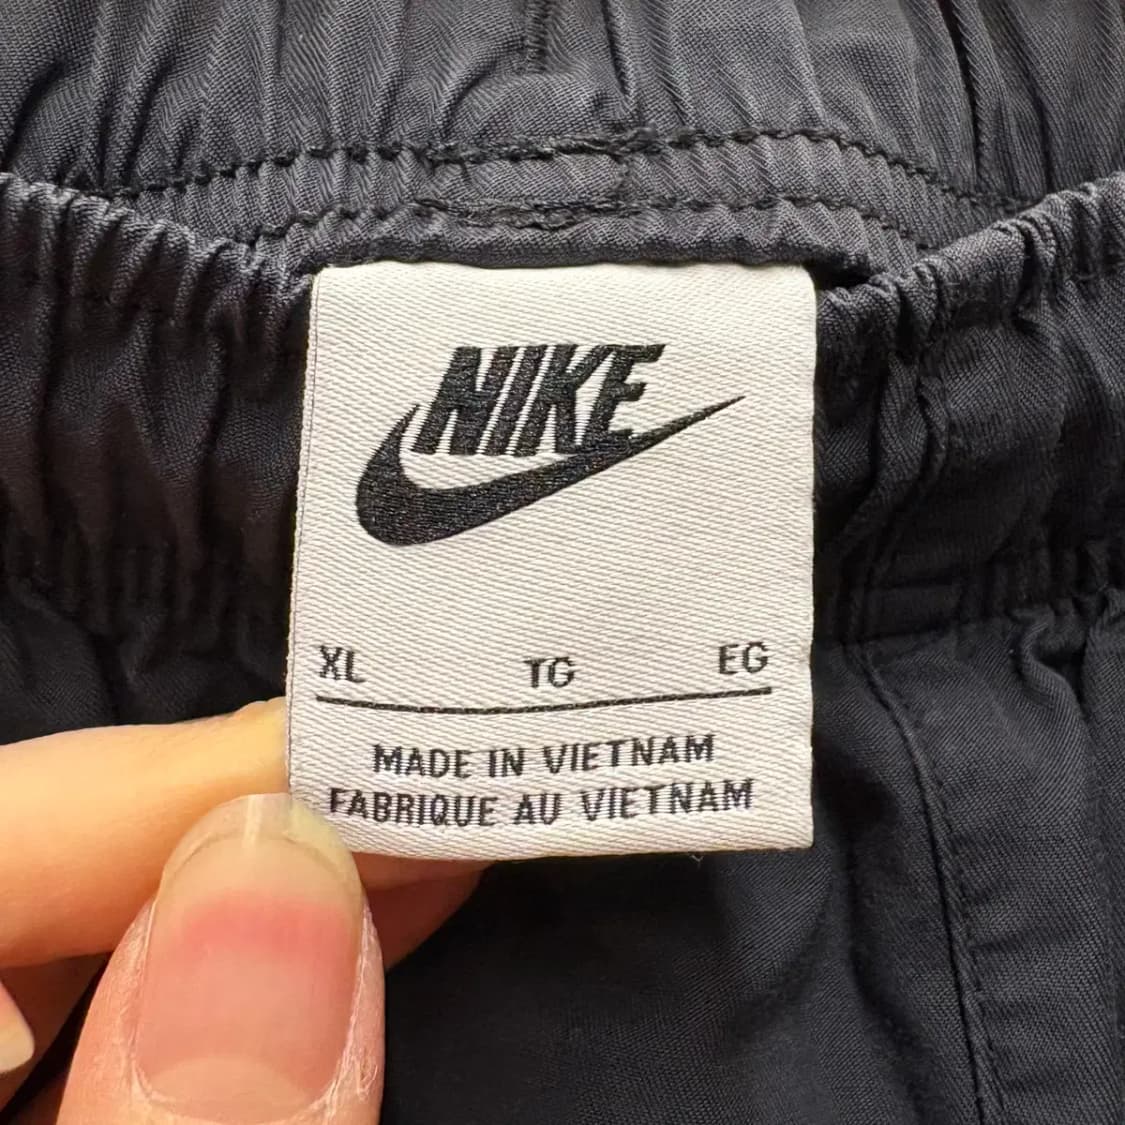 NIKE
XL TG EG
MADE IN VIETNAM
FABRIQUE AU VIETNAM